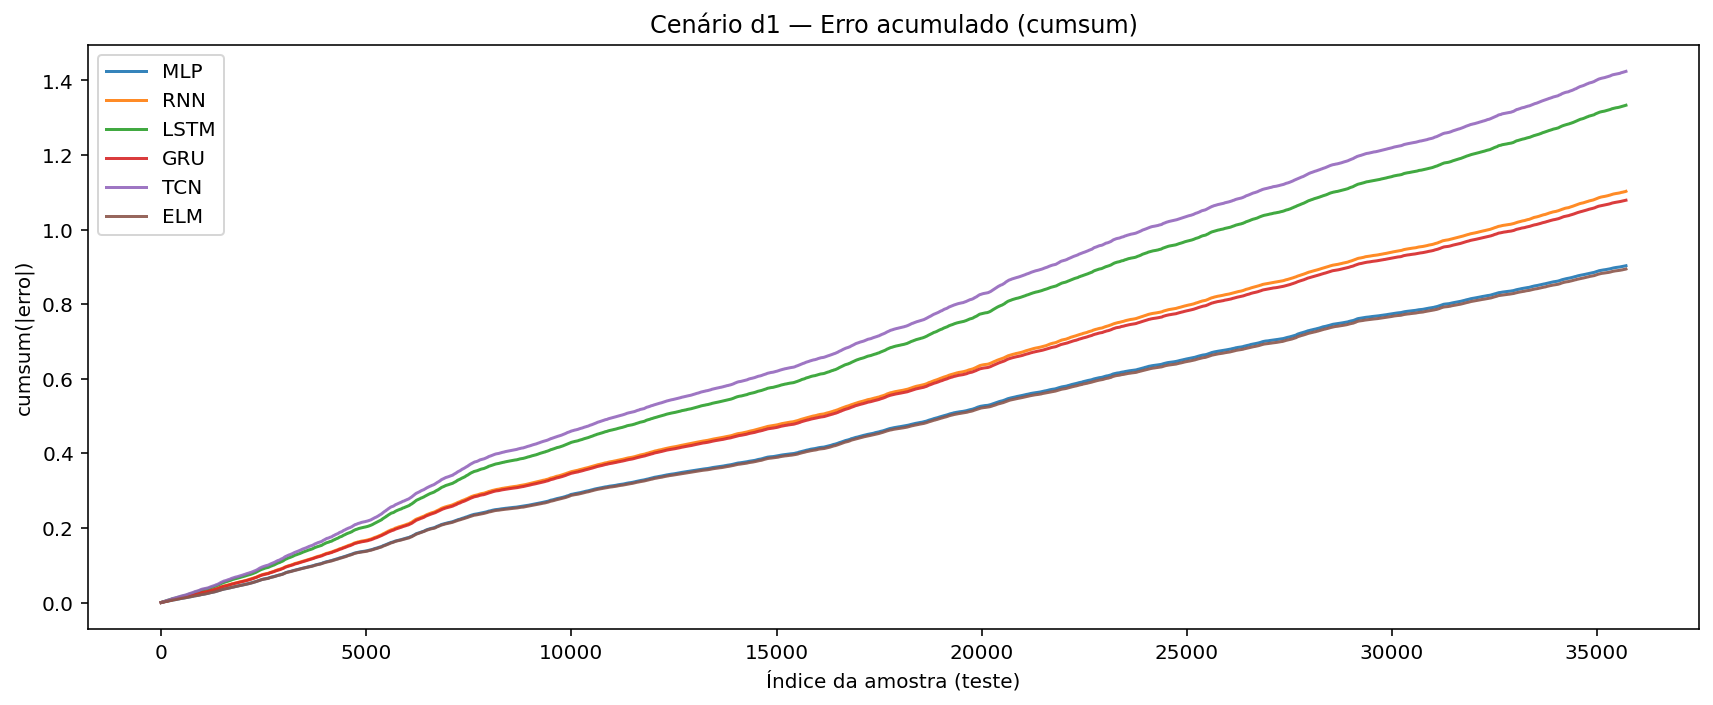 Cenário d1 — Erro acumulado (cumsum)
MLP
RNN
LSTM
GRU
TCN
ELM
cumsum(|erro|)
1.4
1.2
1.0
0.8
0.6
0.4
0.2
0.0
0 5000 10000 15000 20000 25000 30000 35000
Índice da amostra (teste)